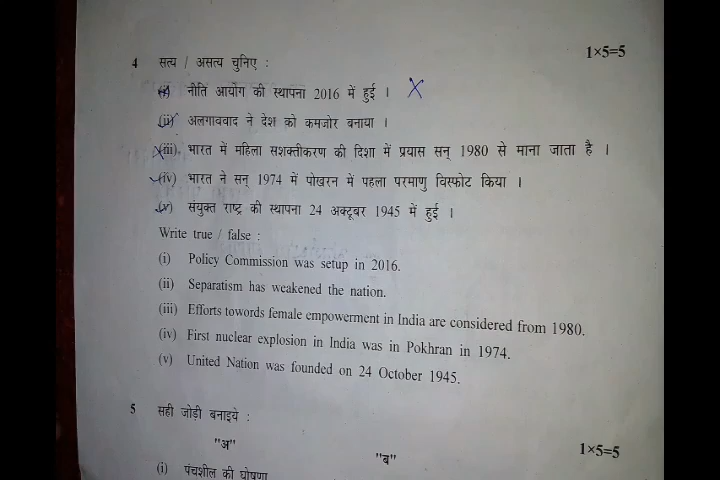 1×5=5
4 सत्य / असत्य चुनिए :
(i) नीति आयोग की स्थापना 2016 में हुई । X
(ii) अलगाववाद ने देश को कमजोर बनाया ।
(iii) भारत में महिला सशक्तीकरण की दिशा में प्रयास सन् 1980 से माना जाता है ।
(iv) भारत ने सन् 1974 में पोखरन में पहला परमाणु विस्फोट किया ।
(v) संयुक्त राष्ट्र की स्थापना 24 अक्टूबर 1945 में हुई ।
Write true / false :
(i) Policy Commission was setup in 2016.
(ii) Separatism has weakened the nation.
(iii) Efforts towords female empowerment in India are considered from 1980.
(iv) First nuclear explosion in India was in Pokhran in 1974.
(v) United Nation was founded on 24 October 1945.
5 सही जोड़ी बनाइये :
1×5=5
"अ" "ब"
(i) पंचशील की घोषणा